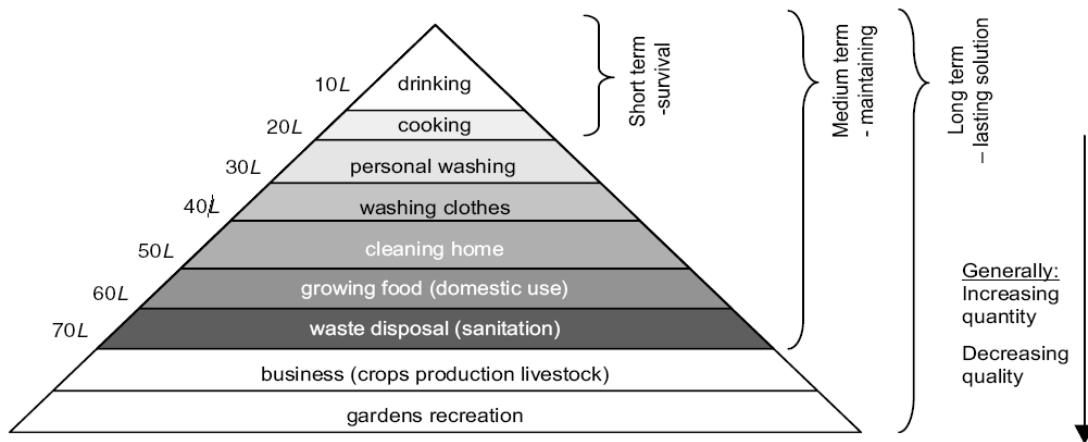 10L
drinking
20L
cooking
30L
personal washing
40L
washing clothes
50L
cleaning home
60L
growing food (domestic use)
70L
waste disposal (sanitation)
business (crops production livestock)
gardens recreation
Short term
-survival
Medium term
- maintaining
Long term
– lasting solution
Generally:
Increasing
quantity
Decreasing
quality